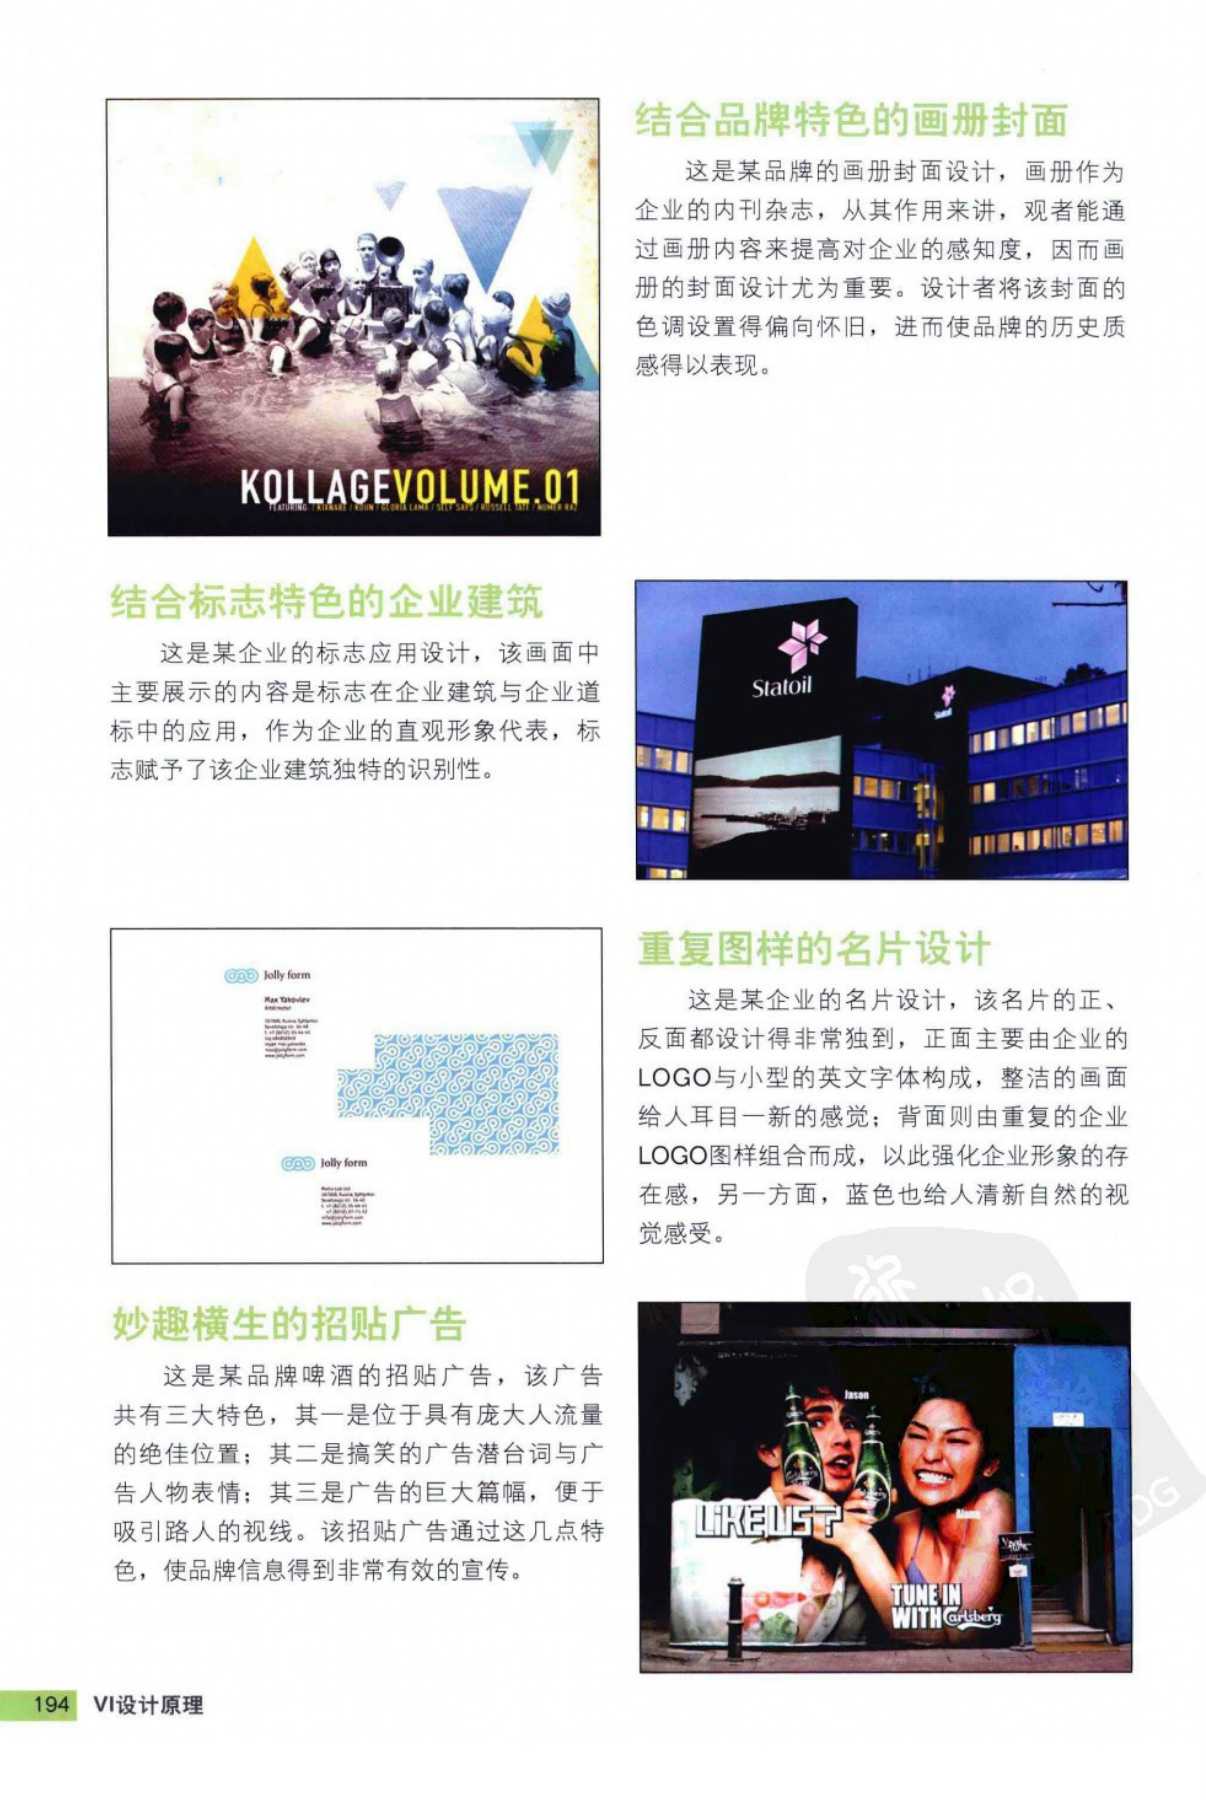 结合品牌特色的画册封面
这是某品牌的画册封面设计，画册作为
企业的内刊杂志，从其作用来讲，观者能通
过画册内容来提高对企业的感知度，因而画
册的封面设计尤为重要。设计者将该封面的
色调设置得偏向怀旧，进而使品牌的历史质
感得以表现。
KOLLAGEVOLUME.01
FEATURING
结合标志特色的企业建筑
这是某企业的标志应用设计，该画面中
主要展示的内容是标志在企业建筑与企业道
标中的应用，作为企业的直观形象代表，标
志赋予了该企业建筑独特的识别性。
Statoil
Statoil
Jolly form
Max Yakovlev
Jolly form
重复图样的名片设计
这是某企业的名片设计，该名片的正、
反面都设计得非常独到，正面主要由企业的
LOGO与小型的英文字体构成，整洁的画面
给人耳目一新的感觉；背面则由重复的企业
LOGO图样组合而成，以此强化企业形象的存
在感，另一方面，蓝色也给人清新自然的视
觉感受。
妙趣横生的招贴广告
这是某品牌啤酒的招贴广告，该广告
共有三大特色，其一是位于具有庞大人流量
的绝佳位置；其二是搞笑的广告潜台词与广
告人物表情；其三是广告的巨大篇幅，便于
吸引路人的视线。该招贴广告通过这几点特
色，使品牌信息得到非常有效的宣传。
Jason
LIKE US?
TUNE IN
WITH Carlsberg
194 VI设计原理